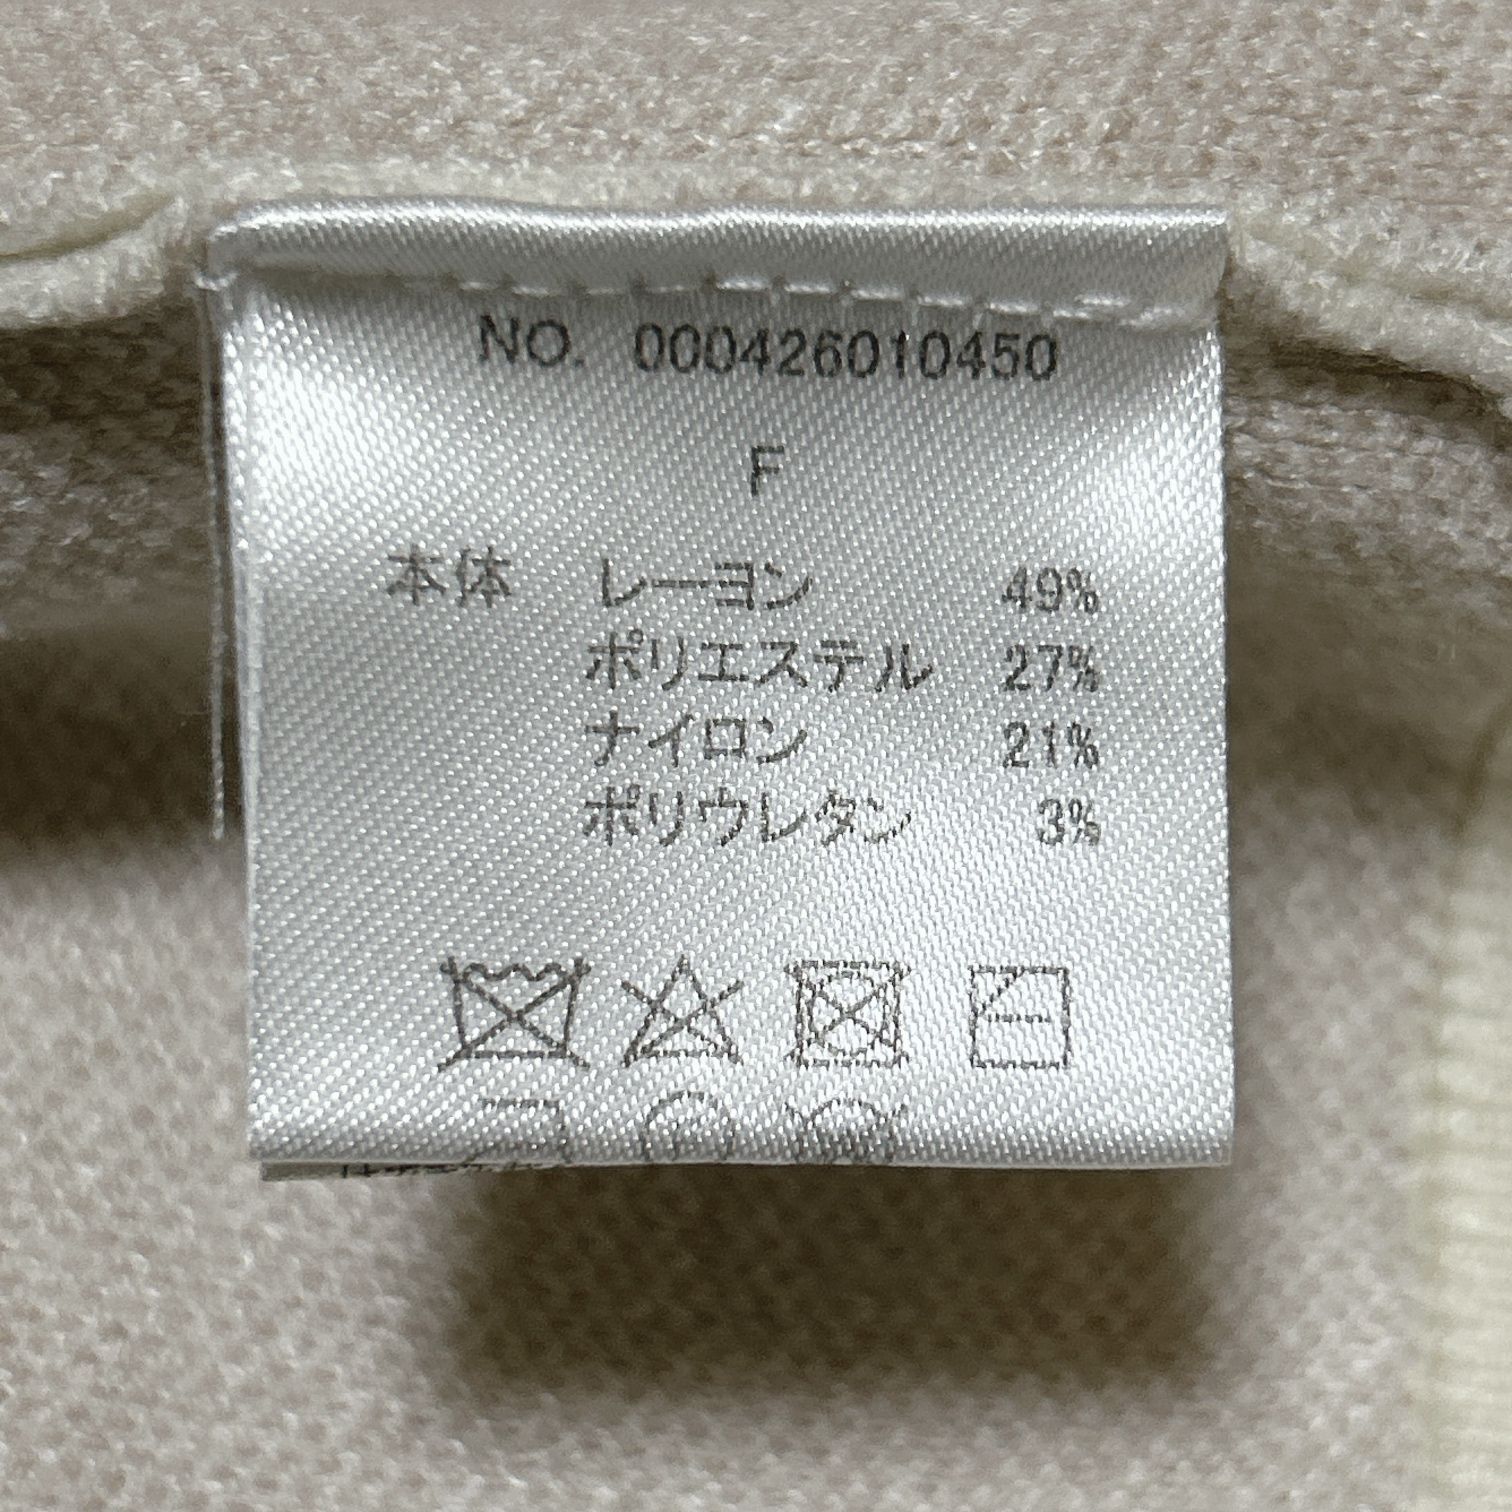 NO. 000426010450
F
本体 レーヨン 49%
ポリエステル 27%
ナイロン 21%
ポリウレタン 3%